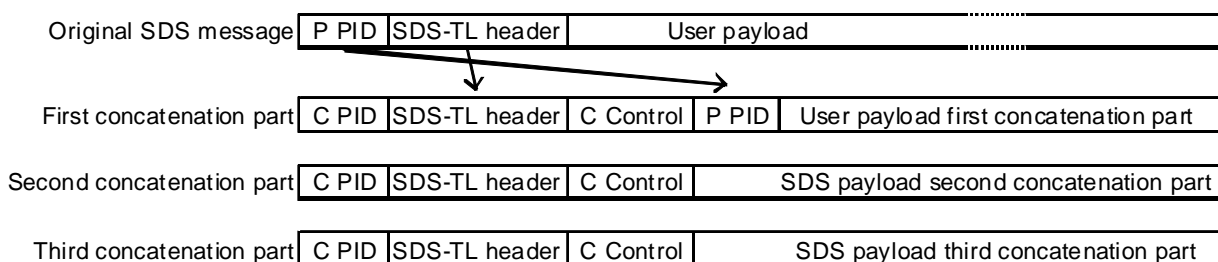 Original SDS message P PID SDS-TL header User payload
First concatenation part C PID SDS-TL header C Control P PID User payload first concatenation part
Second concatenation part C PID SDS-TL header C Control SDS payload second concatenation part
Third concatenation part C PID SDS-TL header C Control SDS payload third concatenation part